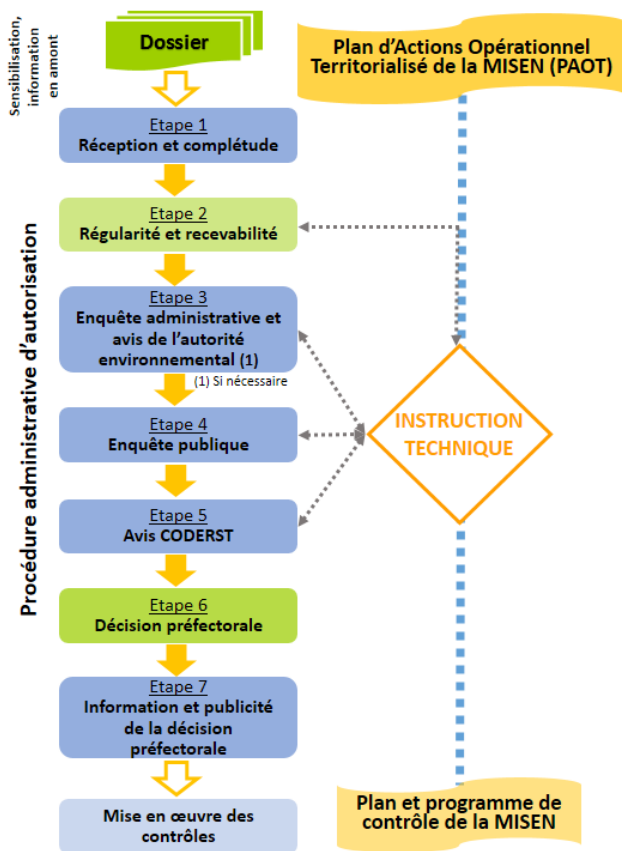 Sensibilisation,
information
en amont
Dossier
Plan d'Actions Opérationnel
Territorialisé de la MISEN (PAOT)
Procédure administrative d'autorisation
Etape 1
Réception et complétude
Etape 2
Régularité et recevabilité
Etape 3
Enquête administrative et
avis de l'autorité
environnemental (1)
(1) Si nécessaire
Etape 4
Enquête publique
Etape 5
Avis CODERST
Etape 6
Décision préfectorale
Etape 7
Information et publicité
de la décision
préfectorale
Mise en œuvre des
contrôles
INSTRUCTION
TECHNIQUE
Plan et programme de
contrôle de la MISEN